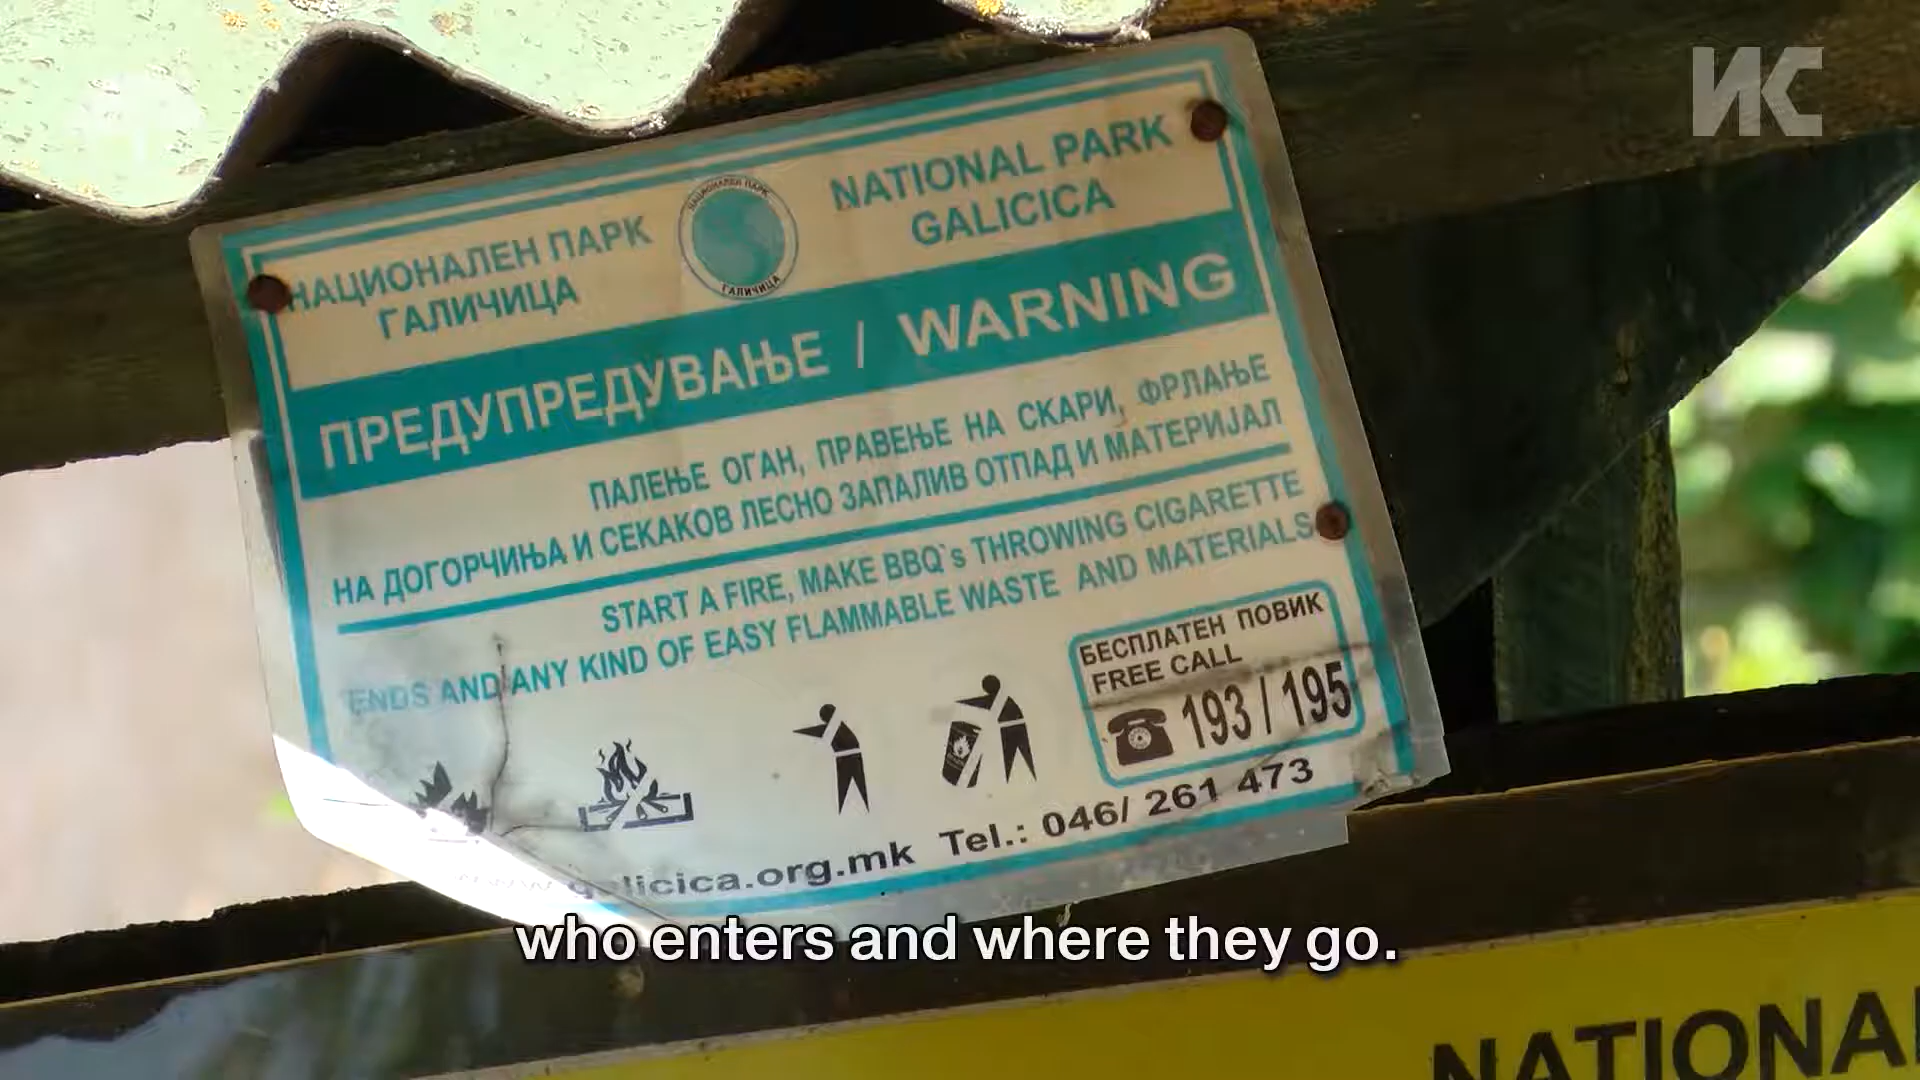 ИС
НАЦИОНАЛЕН ПАРК
ГАЛИЧИЦА
НАЦИОНАЛЕН ПАРК
ГАЛИЧИЦА
NATIONAL PARK
GALICICA
ПРЕДУПРЕДУВАЊЕ / WARNING
ПАЛЕЊЕ ОГАН, ПРАВЕЊЕ НА СКАРИ, ФРЛАЊЕ
НА ДОГОРЧИЊА И СЕКАКОВ ЛЕСНО ЗАПАЛИВ ОТПАД И МАТЕРИЈАЛ
START A FIRE, MAKE BBQ`s THROWING CIGARETTE
ENDS AND ANY KIND OF EASY FLAMMABLE WASTE AND MATERIALS
БЕСПЛАТЕН ПОВИК
FREE CALL
193 / 195
www.galicica.org.mk Tel.: 046/ 261 473
who enters and where they go.
NATIONA